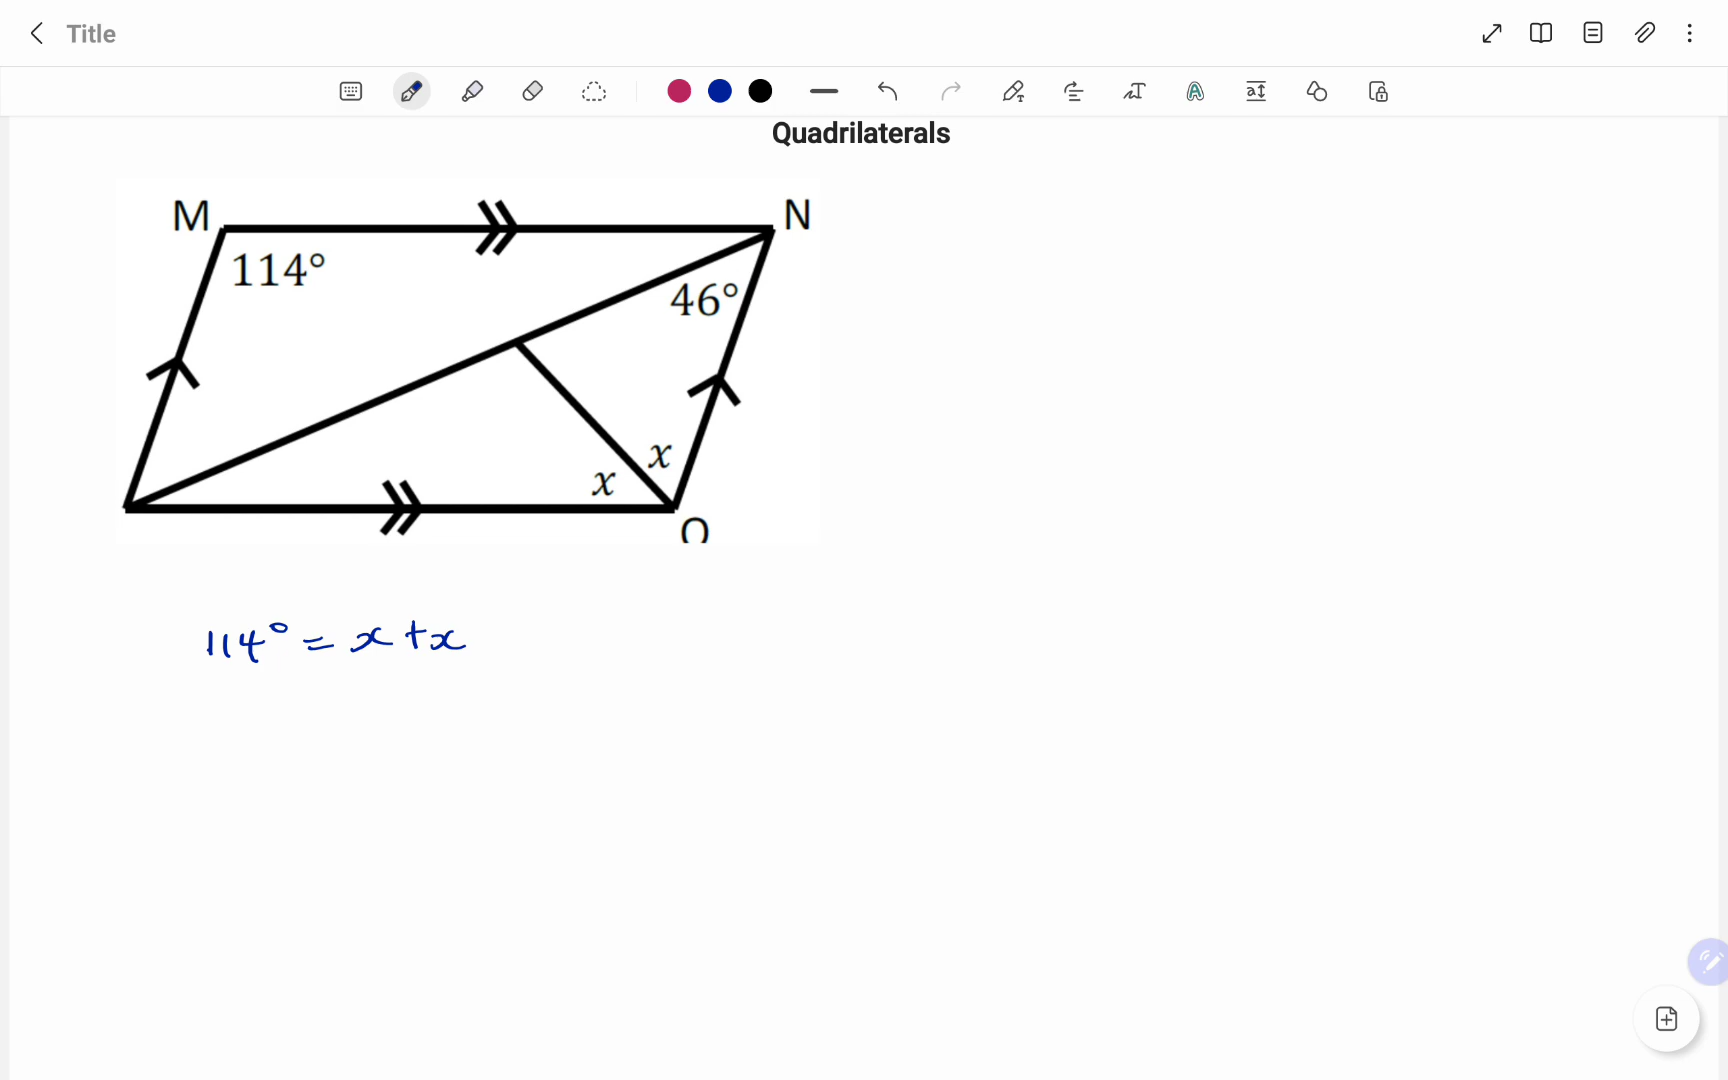 Title
Quadrilaterals
M
N
114°
46°
x
x
O
114° = x + x